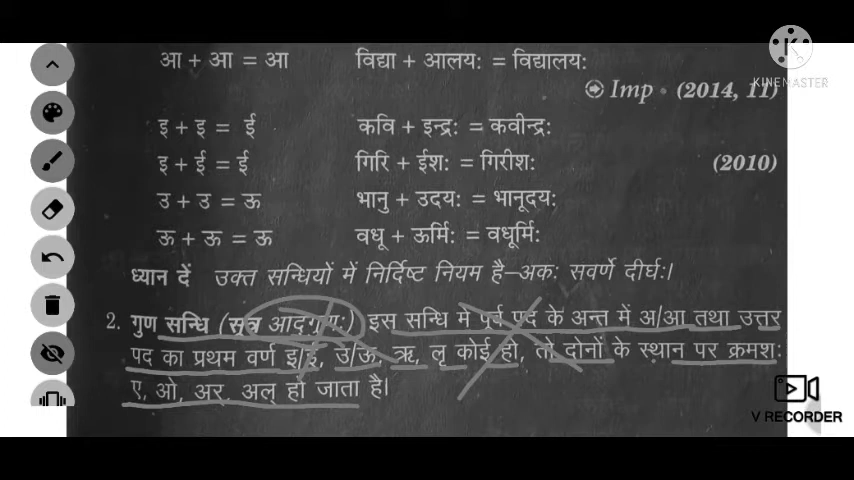 आ + आ = आ विद्या + आलय: = विद्यालय:
Imp • (2014, 11)
KINEMASTER
इ + इ = ई कवि + इन्द्र: = कवीन्द्र:
इ + ई = ई गिरि + ईश: = गिरीश: (2010)
उ + उ = ऊ भानु + उदय: = भानूदय:
ऊ + ऊ = ऊ वधू + ऊर्मि: = वधूर्मि:
ध्यान दें उक्त सन्धियों में निर्दिष्ट नियम है–अक: सवर्णे दीर्घ:।
2. गुण सन्धि (सूत्र आद्गुण:) इस सन्धि में पूर्व पद के अन्त में अ/आ तथा उत्तर
पद का प्रथम वर्ण इ/ई, उ/ऊ, ऋ, लृ कोई हो, तो दोनों के स्थान पर क्रमश:
ए, ओ, अर्, अल् हो जाता है।
V RECORDER